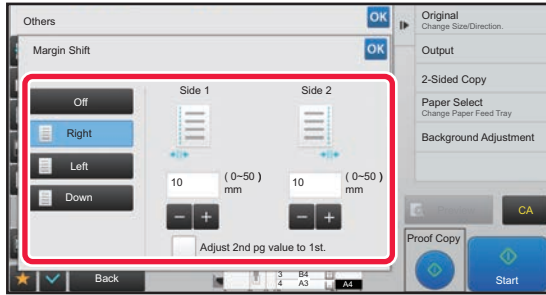 Others
OK
Margin Shift
OK
Off
Right
Left
Down
Side 1
Side 2
10
(0~50)
mm
10
(0~50)
mm
Adjust 2nd pg value to 1st.
Back
3 B4
4 A3
A4
Original
Change Size/Direction.
Output
2-Sided Copy
Paper Select
Change Paper Feed Tray
Background Adjustment
CA
Proof Copy
Start